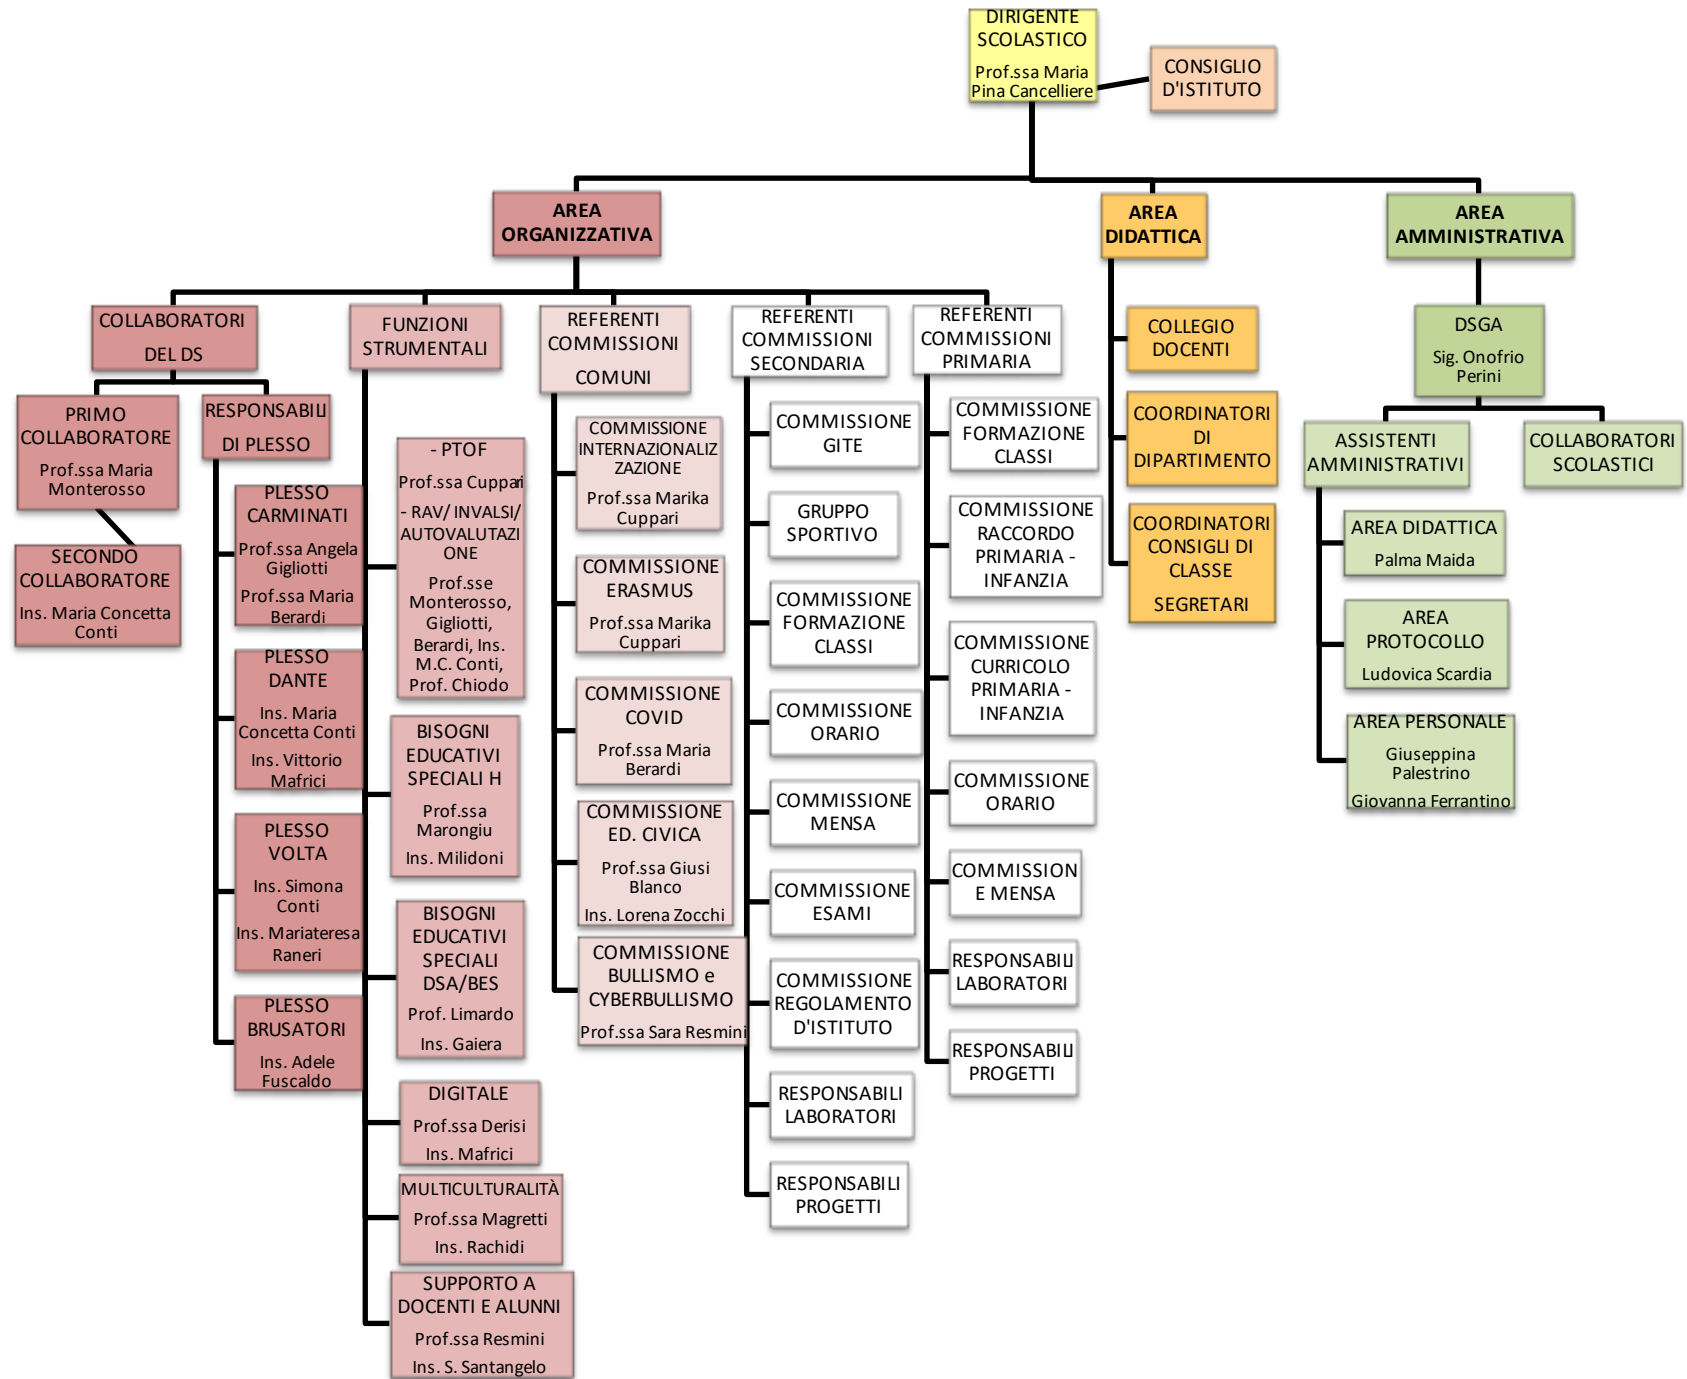 DIRIGENTE
SCOLASTICO
Prof.ssa Maria
Pina Cancelliere
CONSIGLIO
D'ISTITUTO
AREA
ORGANIZZATIVA
AREA
DIDATTICA
AREA
AMMINISTRATIVA
COLLABORATORI
DEL DS
PRIMO
COLLABORATORE
Prof.ssa Maria
Monterosso
SECONDO
COLLABORATORE
Ins. Maria Concetta
Conti
RESPONSABILI
DI PLESSO
PLESSO
CARMINATI
Prof.ssa Angela
Gigliotti
Prof.ssa Maria
Berardi
PLESSO
DANTE
Ins. Maria
Concetta Conti
Ins. Vittorio
Mafrici
PLESSO
VOLTA
Ins. Simona
Conti
Ins. Mariateresa
Raneri
PLESSO
BRUSATORI
Ins. Adele
Fuscaldo
FUNZIONI
STRUMENTALI
- PTOF
Prof.ssa Cuppari
- RAV/ INVALSI/
AUTOVALUTAZI
ONE
Prof.sse
Monterosso,
Gigliotti,
Berardi, Ins.
M.C. Conti,
Prof. Chiodo
BISOGNI
EDUCATIVI
SPECIALI H
Prof.ssa
Marongiu
Ins. Milidoni
BISOGNI
EDUCATIVI
SPECIALI
DSA/BES
Prof. Limardo
Ins. Gaiera
DIGITALE
Prof.ssa Derisi
Ins. Mafrici
MULTICULTURALITÀ
Prof.ssa Magretti
Ins. Rachidi
SUPPORTO A
DOCENTI E ALUNNI
Prof.ssa Resmini
Ins. S. Santangelo
REFERENTI
COMMISSIONI
COMUNI
COMMISSIONE
INTERNAZIONALIZ
ZAZIONE
Prof.ssa Marika
Cuppari
COMMISSIONE
ERASMUS
Prof.ssa Marika
Cuppari
COMMISSIONE
COVID
Prof.ssa Maria
Berardi
COMMISSIONE
ED. CIVICA
Prof.ssa Giusi
Blanco
Ins. Lorena Zocchi
COMMISSIONE
BULLISMO e
CYBERBULLISMO
Prof.ssa Sara Resmini
REFERENTI
COMMISSIONI
SECONDARIA
COMMISSIONE
GITE
GRUPPO
SPORTIVO
COMMISSIONE
FORMAZIONE
CLASSI
COMMISSIONE
ORARIO
COMMISSIONE
MENSA
COMMISSIONE
ESAMI
COMMISSIONE
REGOLAMENTO
D'ISTITUTO
RESPONSABILI
LABORATORI
RESPONSABILI
PROGETTI
REFERENTI
COMMISSIONI
PRIMARIA
COMMISSIONE
FORMAZIONE
CLASSI
COMMISSIONE
RACCORDO
PRIMARIA -
INFANZIA
COMMISSIONE
CURRICOLO
PRIMARIA -
INFANZIA
COMMISSIONE
ORARIO
COMMISSION
E MENSA
RESPONSABILI
LABORATORI
RESPONSABILI
PROGETTI
COLLEGIO
DOCENTI
COORDINATORI
DI
DIPARTIMENTO
COORDINATORI
CONSIGLI DI
CLASSE
SEGRETARI
DSGA
Sig. Onofrio
Perini
ASSISTENTI
AMMINISTRATIVI
AREA DIDATTICA
Palma Maida
AREA
PROTOCOLLO
Ludovica Scardia
AREA PERSONALE
Giuseppina
Palestrino
Giovanna Ferrantino
COLLABORATORI
SCOLASTICI